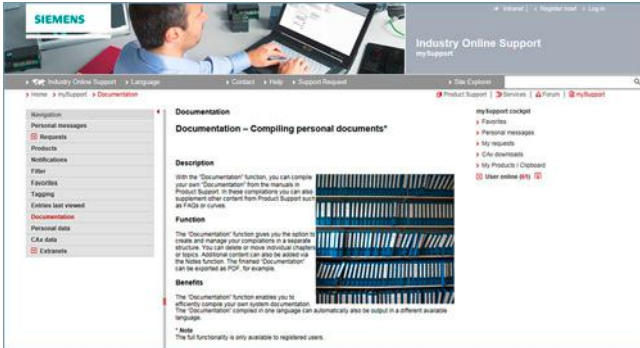 SIEMENS
Intranet | Register now! Log in
Industry Online Support
mySupport
Industry Online Support Language Contact Help Support Request Site Explorer
Home mySupport Documentation
Product Support | Services | Forum | mySupport
Navigation
Personal messages
Requests
Products
Notifications
Filter
Favorites
Tagging
Entries last viewed
Documentation
Personal data
CAx data
Extranets
Documentation
Documentation – Compiling personal documents*
Description
With the "Documentation" function, you can compile
your own "Documentation" from the manuals in
Product Support. In these compilations you can also
supplement other content from Product Support such
as FAQs or curves.
Function
The "Documentation" function gives you the option to
create and manage your compilations in a separate
structure. You can delete or move individual chapters
or topics. Additional content can also be added via
the Notes function. The finished "Documentation"
can be exported as PDF, for example.
Benefits
The "Documentation" function enables you to
efficiently compile your own system documentation.
The "Documentation" compiled in one language can automatically also be output in a different available
language.
* Note
The full functionality is only available to registered users.
mySupport cockpit
Favorites
Personal messages
My requests
CAx downloads
My Products / Clipboard
User online (61)